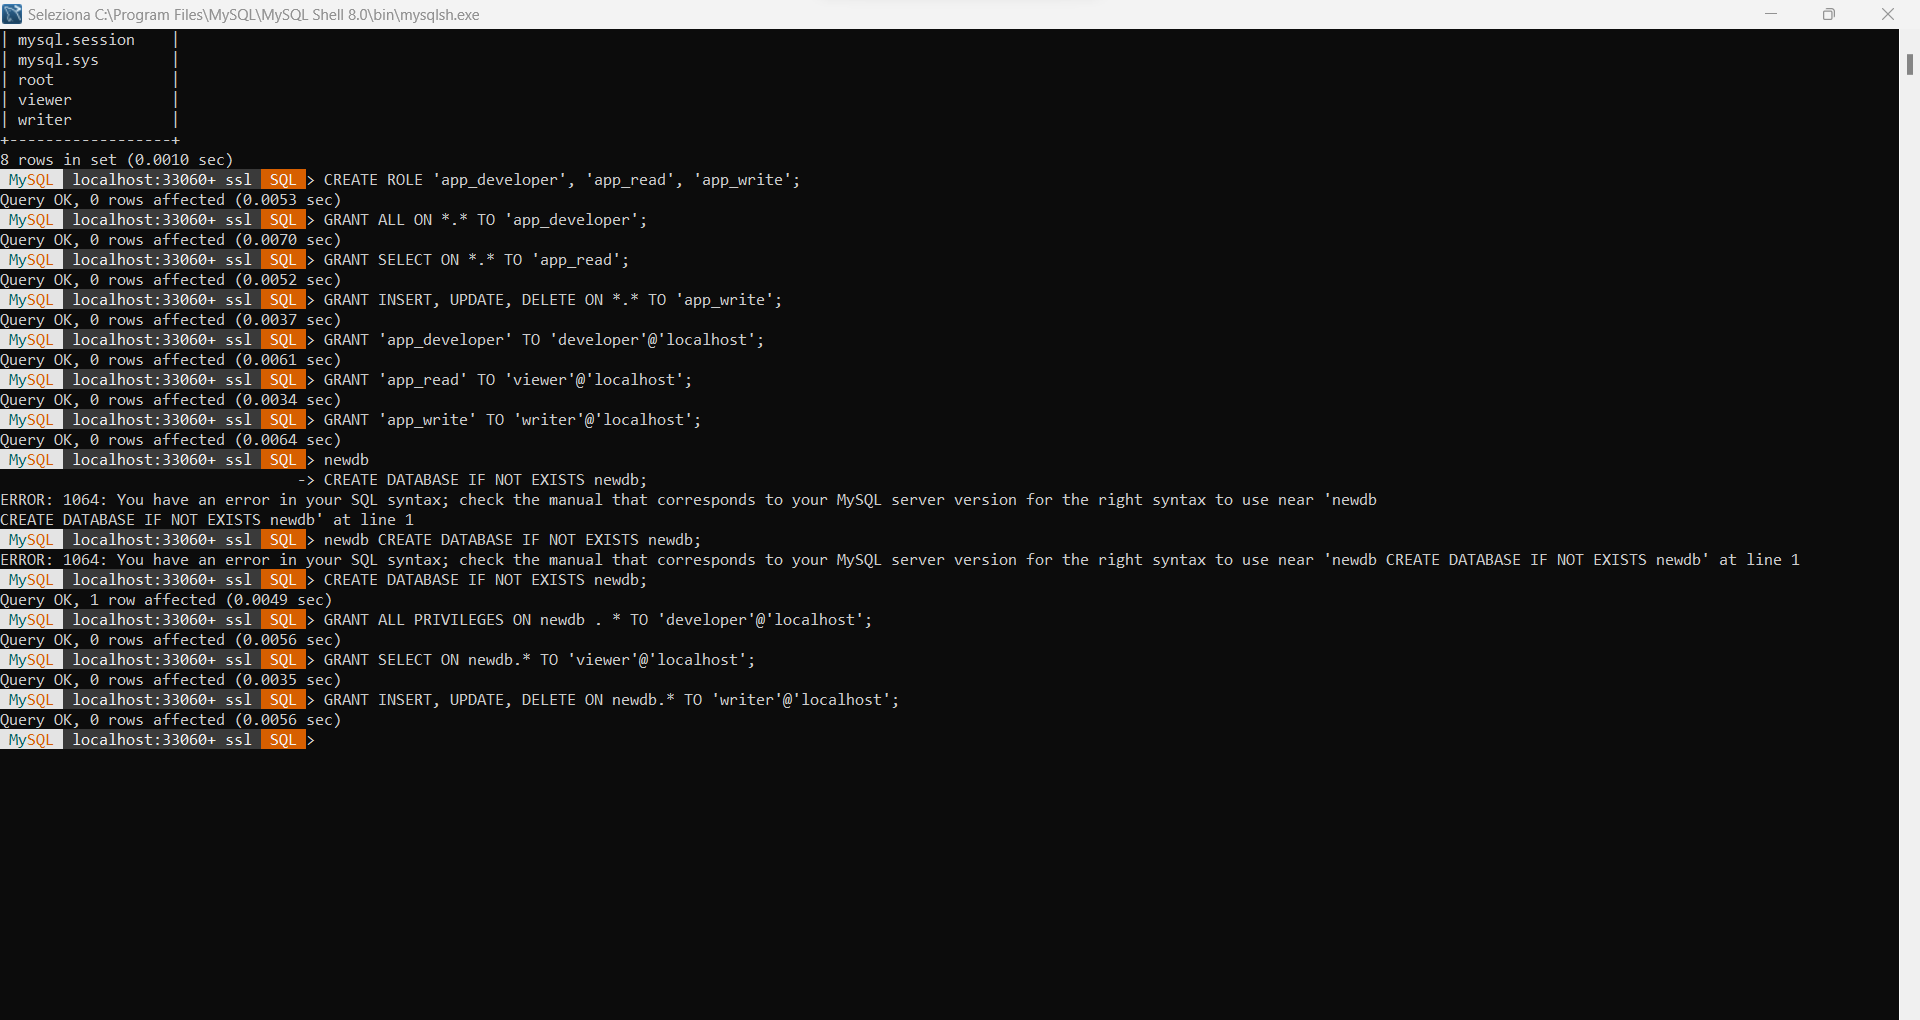 Seleziona C:\Program Files\MySQL\MySQL Shell 8.0\bin\mysqlsh.exe
| mysql.session    |
| mysql.sys        |
| root             |
| viewer           |
| writer           |
+------------------+
8 rows in set (0.0010 sec)
MySQL localhost:33060+ ssl SQL > CREATE ROLE 'app_developer', 'app_read', 'app_write';
Query OK, 0 rows affected (0.0053 sec)
MySQL localhost:33060+ ssl SQL > GRANT ALL ON *.* TO 'app_developer';
Query OK, 0 rows affected (0.0070 sec)
MySQL localhost:33060+ ssl SQL > GRANT SELECT ON *.* TO 'app_read';
Query OK, 0 rows affected (0.0052 sec)
MySQL localhost:33060+ ssl SQL > GRANT INSERT, UPDATE, DELETE ON *.* TO 'app_write';
Query OK, 0 rows affected (0.0037 sec)
MySQL localhost:33060+ ssl SQL > GRANT 'app_developer' TO 'developer'@'localhost';
Query OK, 0 rows affected (0.0061 sec)
MySQL localhost:33060+ ssl SQL > GRANT 'app_read' TO 'viewer'@'localhost';
Query OK, 0 rows affected (0.0034 sec)
MySQL localhost:33060+ ssl SQL > GRANT 'app_write' TO 'writer'@'localhost';
Query OK, 0 rows affected (0.0064 sec)
MySQL localhost:33060+ ssl SQL > newdb
-> CREATE DATABASE IF NOT EXISTS newdb;
ERROR: 1064: You have an error in your SQL syntax; check the manual that corresponds to your MySQL server version for the right syntax to use near 'newdb
CREATE DATABASE IF NOT EXISTS newdb' at line 1
MySQL localhost:33060+ ssl SQL > newdb CREATE DATABASE IF NOT EXISTS newdb;
ERROR: 1064: You have an error in your SQL syntax; check the manual that corresponds to your MySQL server version for the right syntax to use near 'newdb CREATE DATABASE IF NOT EXISTS newdb' at line 1
MySQL localhost:33060+ ssl SQL > CREATE DATABASE IF NOT EXISTS newdb;
Query OK, 1 row affected (0.0049 sec)
MySQL localhost:33060+ ssl SQL > GRANT ALL PRIVILEGES ON newdb . * TO 'developer'@'localhost';
Query OK, 0 rows affected (0.0056 sec)
MySQL localhost:33060+ ssl SQL > GRANT SELECT ON newdb.* TO 'viewer'@'localhost';
Query OK, 0 rows affected (0.0035 sec)
MySQL localhost:33060+ ssl SQL > GRANT INSERT, UPDATE, DELETE ON newdb.* TO 'writer'@'localhost';
Query OK, 0 rows affected (0.0056 sec)
MySQL localhost:33060+ ssl SQL >